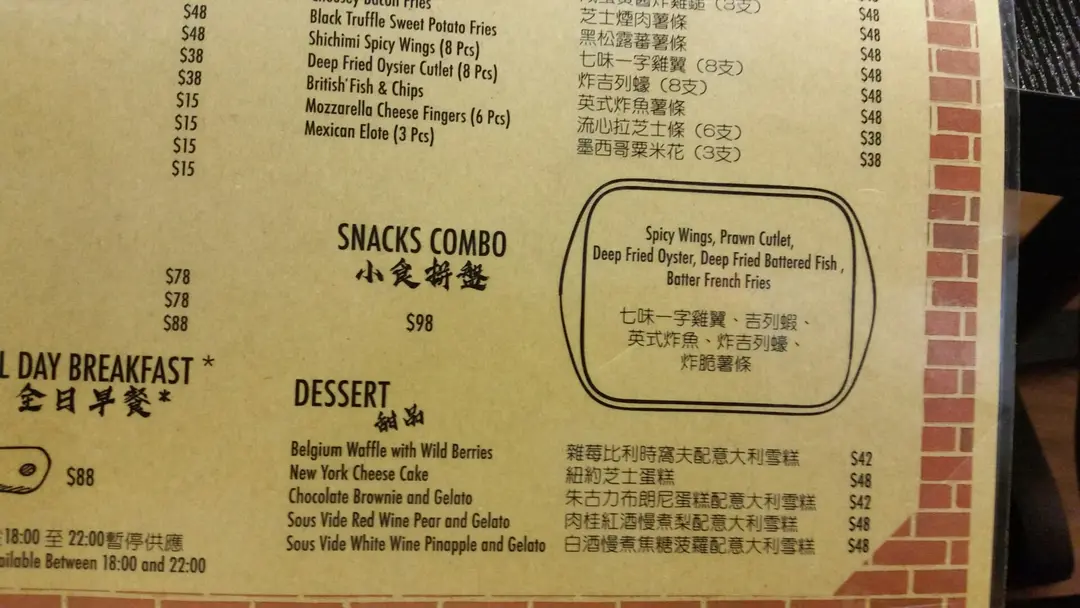 $48
$48
$38
$38
$15
$15
$15
$15
Bacon Fries
Black Truffle Sweet Potato Fries
Shichimi Spicy Wings (8 Pcs)
Deep Fried Oyster Cutlet (8 Pcs)
British Fish & Chips
Mozzarella Cheese Fingers (6 Pcs)
Mexican Elote (3 Pcs)
芝士煙肉薯條
黑松露蕃薯條
七味一字雞翼（8支）
炸吉列蠔（8支）
英式炸魚薯條
流心拉芝士條（6支）
墨西哥粟米花（3支）
$48
$48
$48
$48
$48
$48
$38
$38
$78
$78
$88
SNACKS COMBO
小食拼盤
$98
Spicy Wings, Prawn Cutlet,
Deep Fried Oyster, Deep Fried Battered Fish ,
Batter French Fries
七味一字雞翼、吉列蝦、
英式炸魚、炸吉列蠔、
炸脆薯條
L DAY BREAKFAST *
全日早餐*
$88
18:00 至 22:00暫停供應
ailable Between 18:00 and 22:00
DESSERT
甜品
Belgium Waffle with Wild Berries 雜莓比利時窩夫配意大利雪糕 $42
New York Cheese Cake 紐約芝士蛋糕 $48
Chocolate Brownie and Gelato 朱古力布朗尼蛋糕配意大利雪糕 $42
Sous Vide Red Wine Pear and Gelato 肉桂紅酒慢煮梨配意大利雪糕 $48
Sous Vide White Wine Pinapple and Gelato 白酒慢煮焦糖菠蘿配意大利雪糕 $48